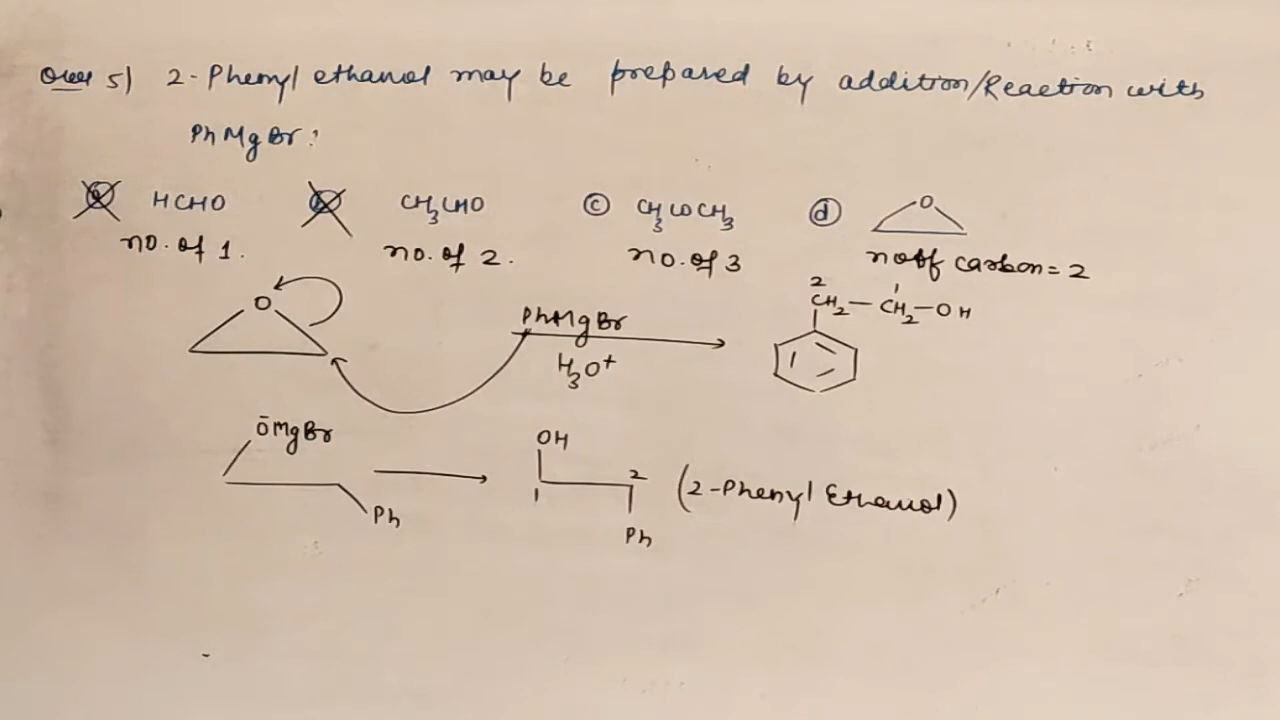 Ques 5) 2-Phenyl ethanol may be prepared by addition/Reaction with
PhMgBr?
(a) HCHO (b) CH3CHO (c) CH3COCH3 (d) O
no. of 1. no. of 2. no. of 3 no of carbon = 2
O PhMgBr H3O+ 2 CH2 - 1 CH2 - OH
ŌMgBr Ph OH 1 2 Ph (2-Phenyl Ethanol)